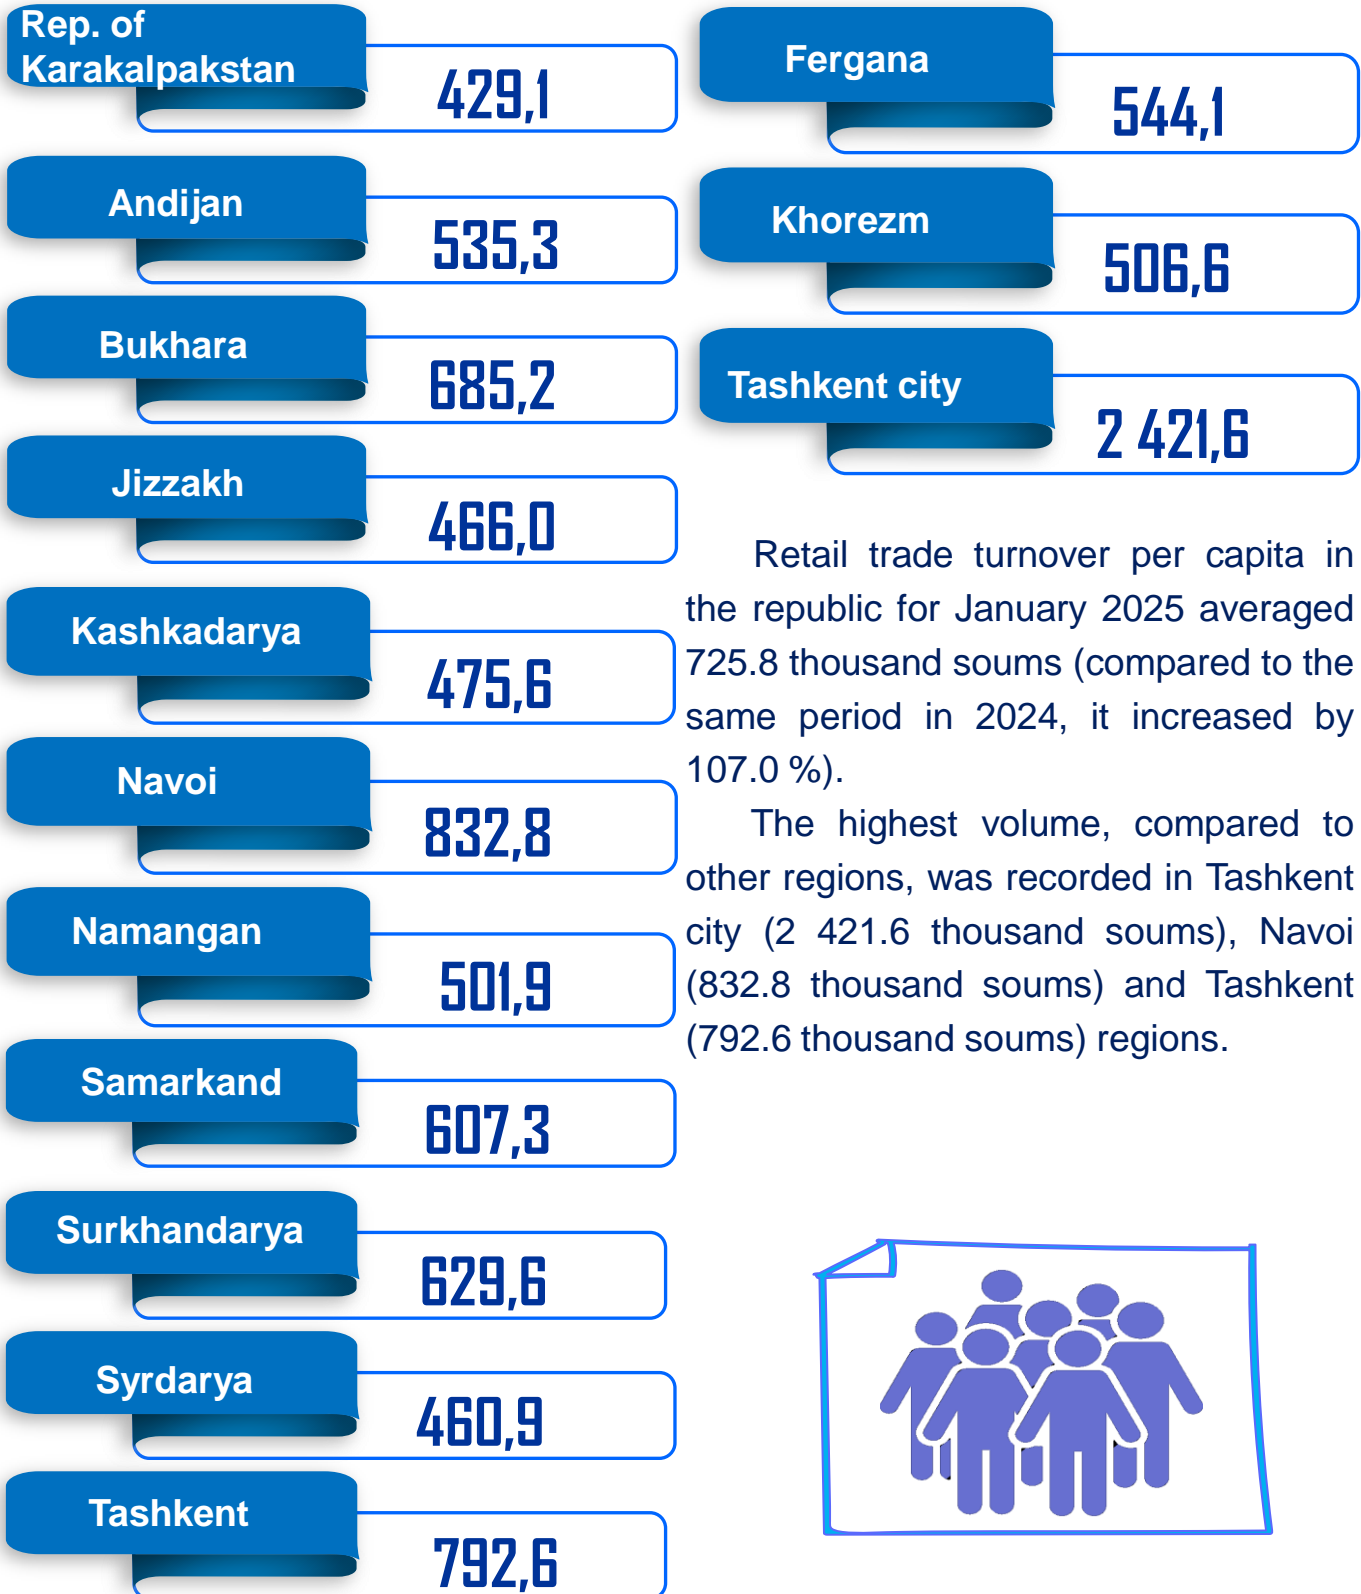 Rep. of
Karakalpakstan
429,1
Andijan
535,3
Bukhara
685,2
Jizzakh
466,0
Kashkadarya
475,6
Navoi
832,8
Namangan
501,9
Samarkand
607,3
Surkhandarya
629,6
Syrdarya
460,9
Tashkent
792,6
Fergana
544,1
Khorezm
506,6
Tashkent city
2 421,6
Retail trade turnover per capita in
the republic for January 2025 averaged
725.8 thousand soums (compared to the
same period in 2024, it increased by
107.0 %).
The highest volume, compared to
other regions, was recorded in Tashkent
city (2 421.6 thousand soums), Navoi
(832.8 thousand soums) and Tashkent
(792.6 thousand soums) regions.